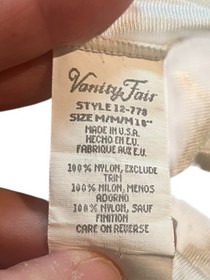 Vanity Fair
STYLE 12-778
SIZE M/M/M 18"
MADE IN U.S.A.
HECHO EN E.U.
FABRIQUE AUX E.U.
100% NYLON, EXCLUDE
TRIM
100% NILON, MENOS
ADORNO
100% NYLON, SAUF
FINITION
CARE ON REVERSE